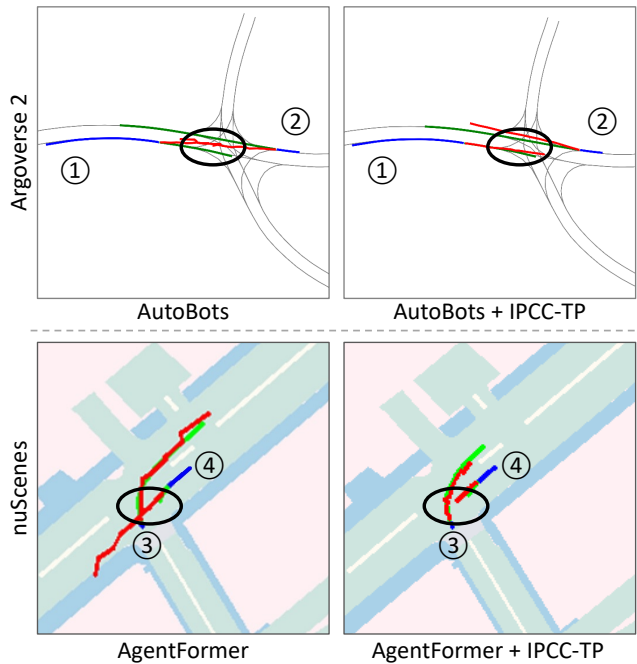 Argoverse 2
①
②
①
②
AutoBots
AutoBots + IPCC-TP
nuScenes
④
③
④
③
AgentFormer
AgentFormer + IPCC-TP